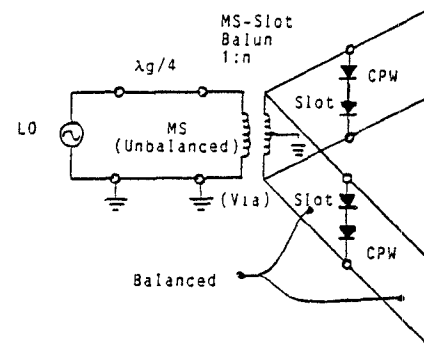 MS-Slot
Balun
1:n
λg/4
CPW
Slot
LO
MS
(Unbalanced)
(Via)
Slot
CPW
Balanced